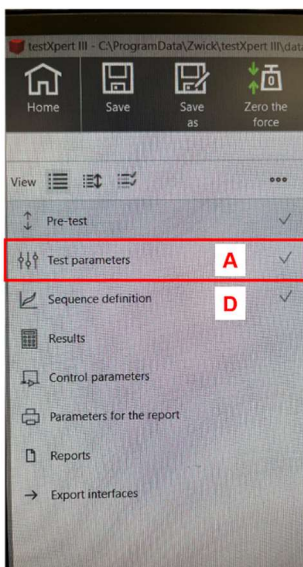 testXpert III - C:\ProgramData\Zwick\testXpert III\data
Home Save Save as Zero the force
View
Pre-test
Test parameters A
Sequence definition D
Results
Control parameters
Parameters for the report
Reports
Export interfaces